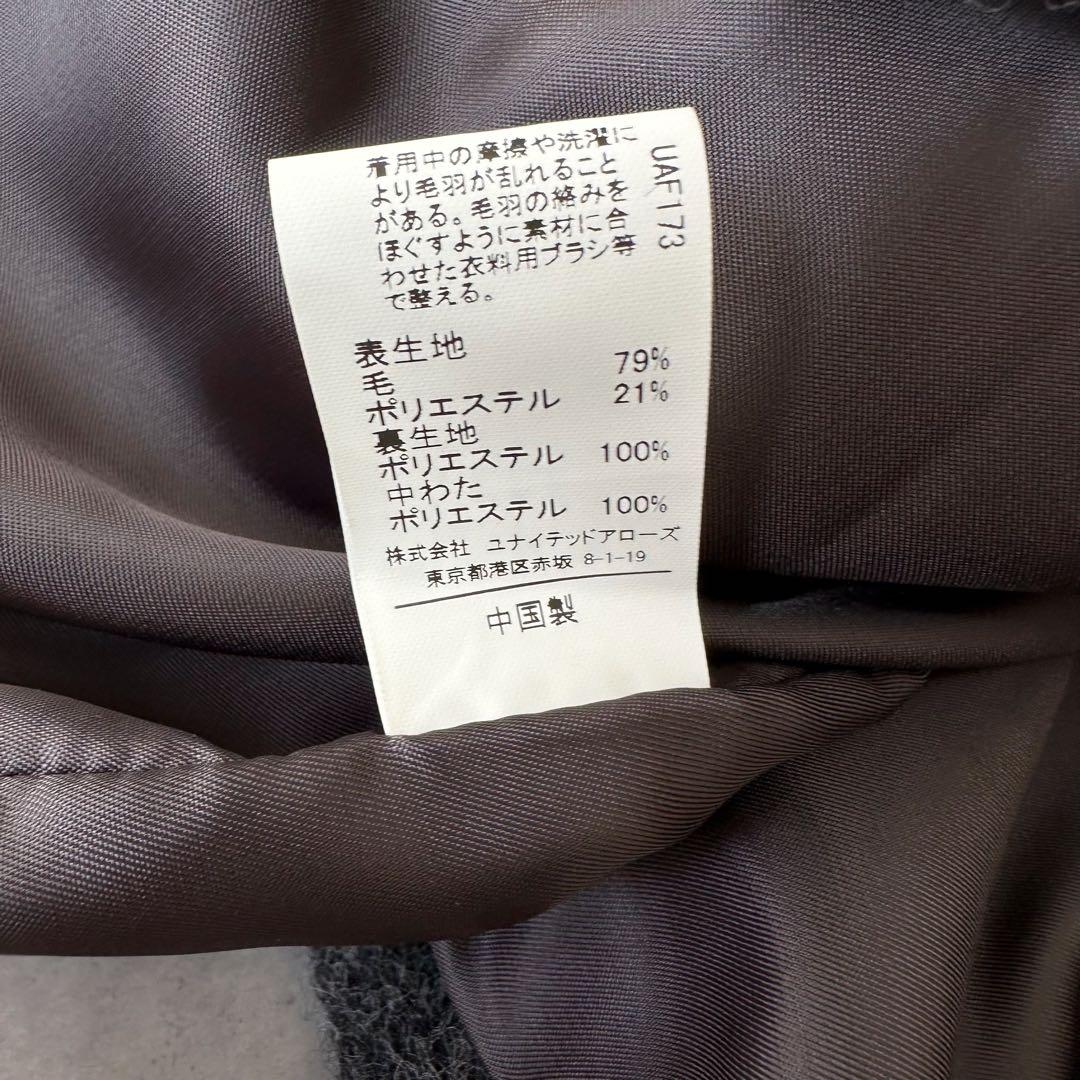 着用中の摩擦や洗濯に
より毛羽が乱れること
がある。毛羽の絡みを
ほぐすように素材に合
わせた衣料用ブラシ等
で整える。
UAF173
表生地
毛 79%
ポリエステル 21%
裏生地
ポリエステル 100%
中わた
ポリエステル 100%
株式会社 ユナイテッドアローズ
東京都港区赤坂 8-1-19
中国製